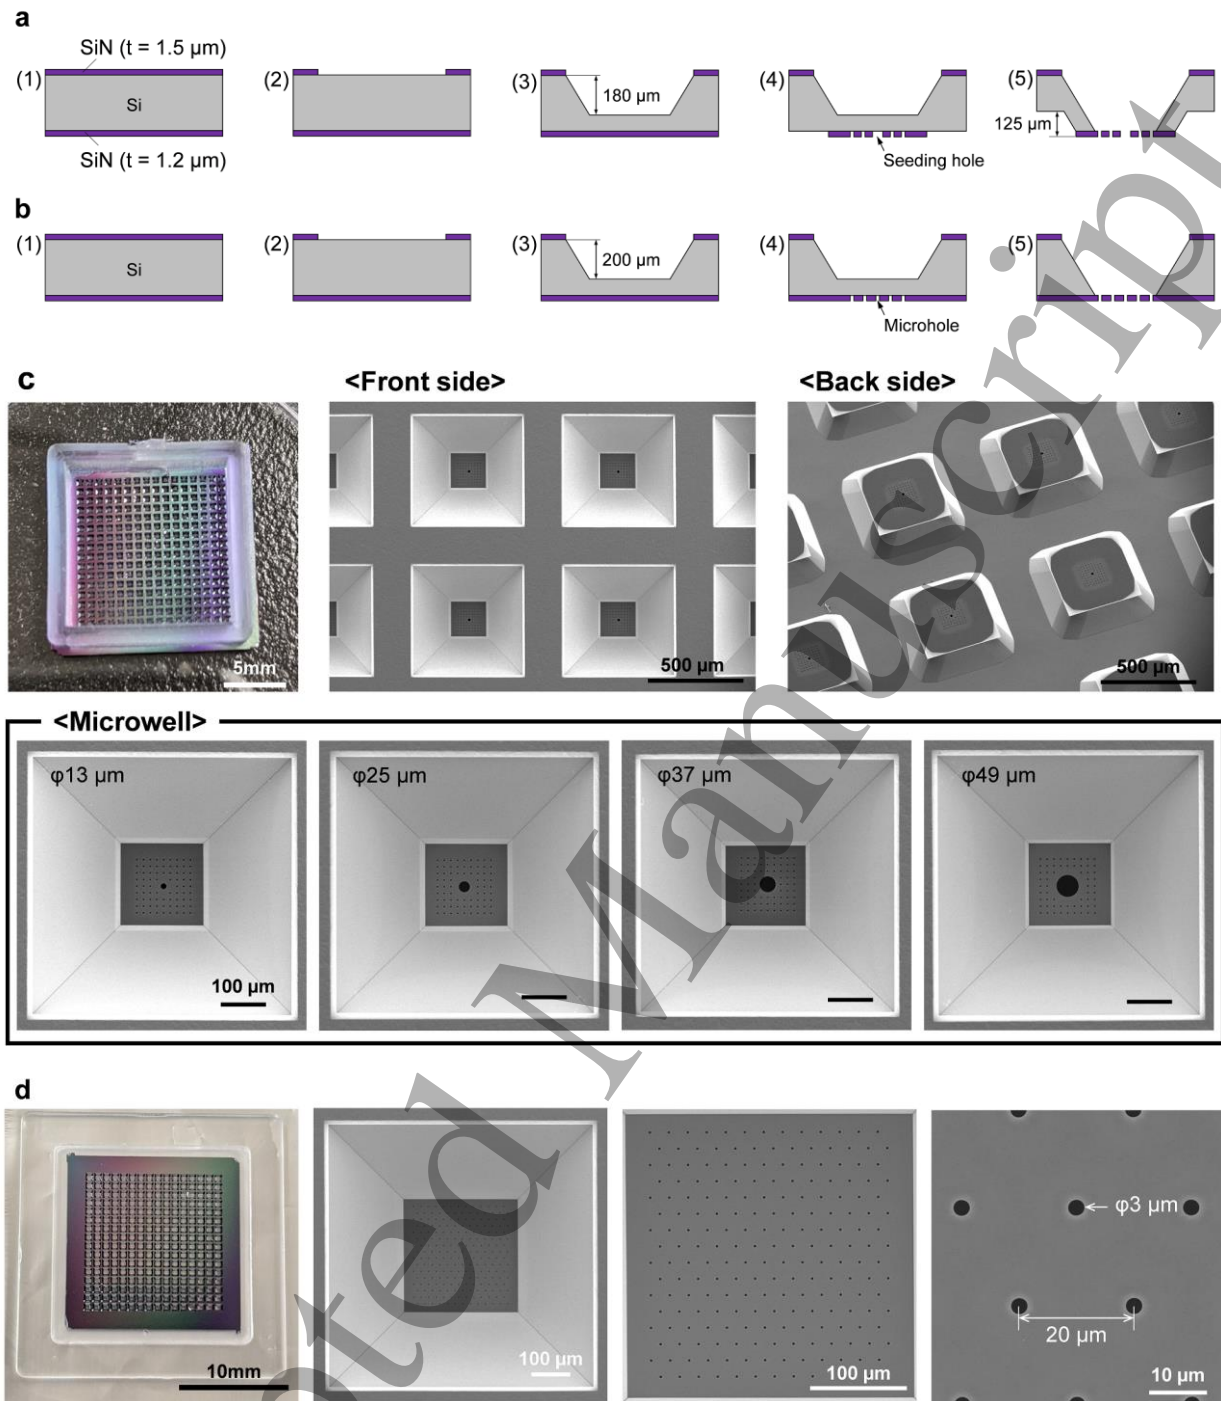 a
SiN (t = 1.5 μm)
(1)
Si
SiN (t = 1.2 μm)
(2)
(3)
180 μm
(4)
Seeding hole
(5)
125 μm
b
(1)
Si
(2)
(3)
200 μm
(4)
Microhole
(5)
c
<Front side>
<Back side>
5mm
500 μm
500 μm
<Microwell>
φ13 μm
φ25 μm
φ37 μm
φ49 μm
100 μm
d
10mm
100 μm
100 μm
φ3 μm
20 μm
10 μm
pted Manuscript